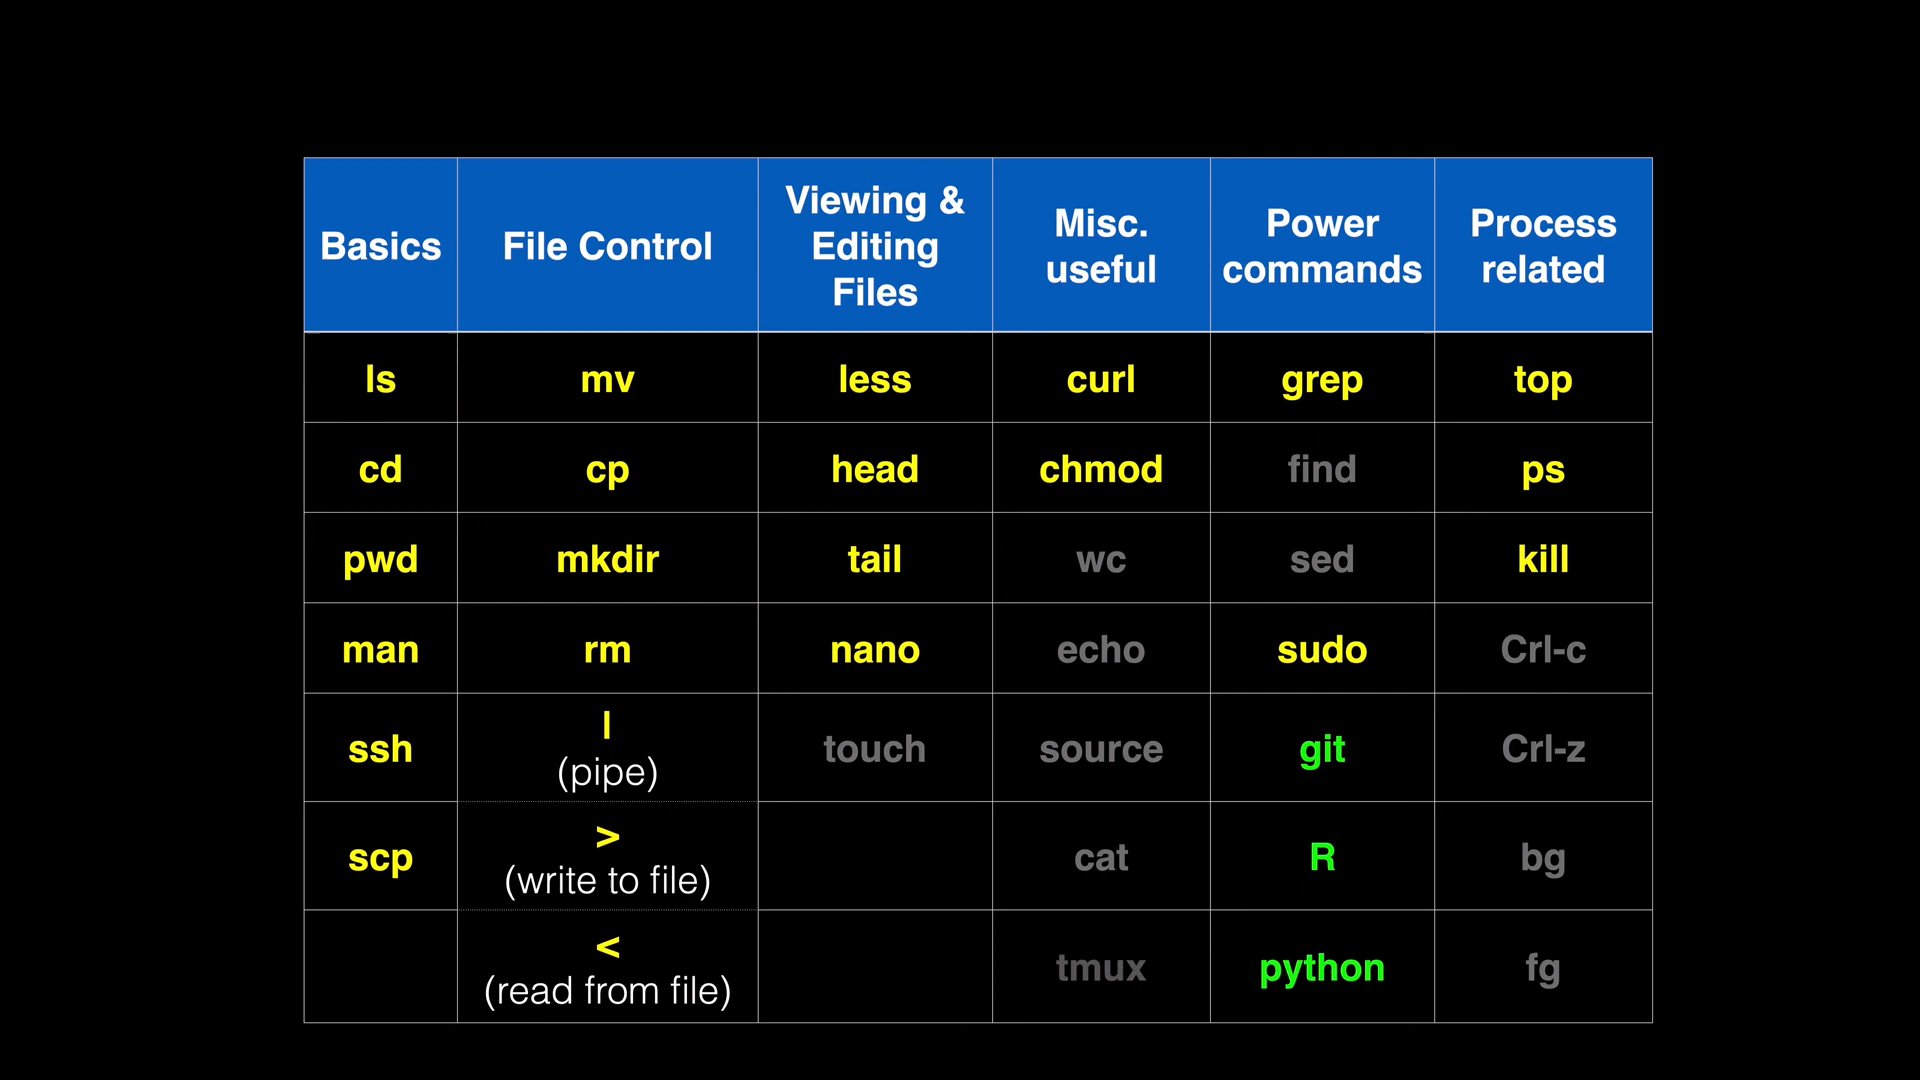 Basics
File Control
Viewing &
Editing
Files
Misc.
useful
Power
commands
Process
related
ls
mv
less
curl
grep
top
cd
cp
head
chmod
find
ps
pwd
mkdir
tail
wc
sed
kill
man
rm
nano
echo
sudo
Crl-c
ssh
|
(pipe)
touch
source
git
Crl-z
scp
>
(write to file)
cat
R
bg
<
(read from file)
tmux
python
fg